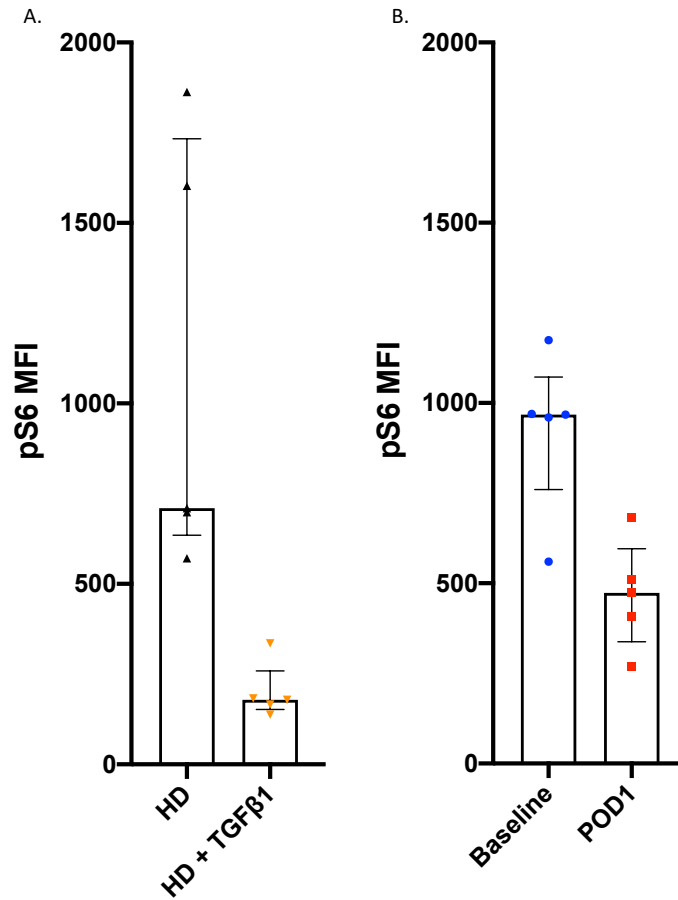 A.
pS6 MFI
2000
1500
1000
500
0
HD
HD + TGFβ1
B.
pS6 MFI
2000
1500
1000
500
0
Baseline
POD1